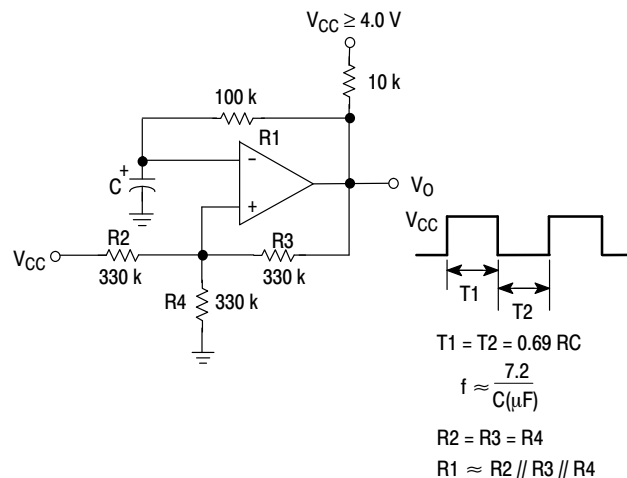 V_CC ≥ 4.0 V
10 k
100 k
R1
−
+
C
+
V_O
V_CC
R2
330 k
R3
330 k
R4
330 k
V_CC
T1
T2
T1 = T2 = 0.69 RC
f ≈ 7.2 / C(μF)
R2 = R3 = R4
R1 ≈ R2 // R3 // R4